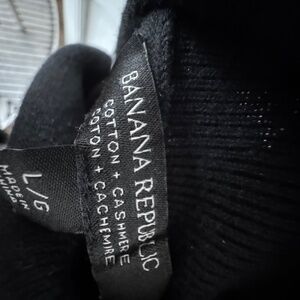 BANANA REPUBLIC
COTTON + CASHMERE
COTON + CACHEMIRE
L/G
MADE IN